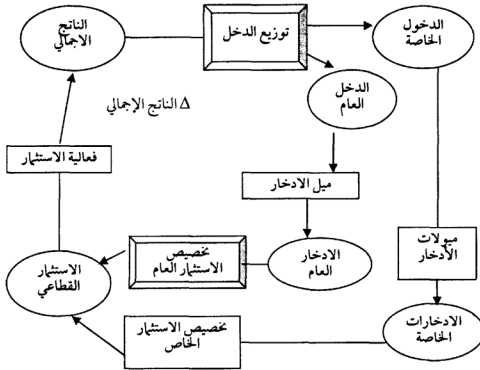 الناتج
الاجمالي
توزيع الدخل
الدخول
الخاصة
الدخل
العام
Δ الناتج الإجمالي
فعالية الاستثمار
ميل الادخار
ميولات
الأدخار
تخصيص
الاستثمار العام
الادخار
العام
الاستثمار
القطاعي
تخصيص الاستثمار
الخاص
الادخارات
الخاصة